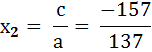 x₂ = c/a = -157/137